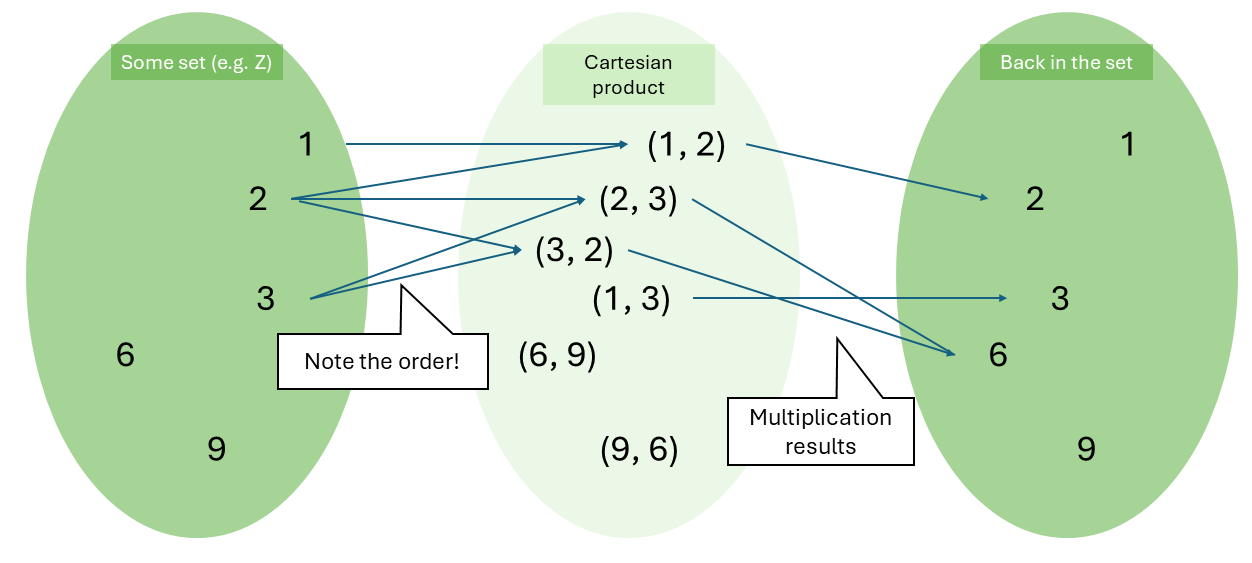 Some set (e.g. Z)
Cartesian
product
Back in the set
1
(1, 2)
1
2
(2, 3)
2
(3, 2)
3
(1, 3)
3
6
Note the order!
(6, 9)
6
Multiplication
results
9
(9, 6)
9